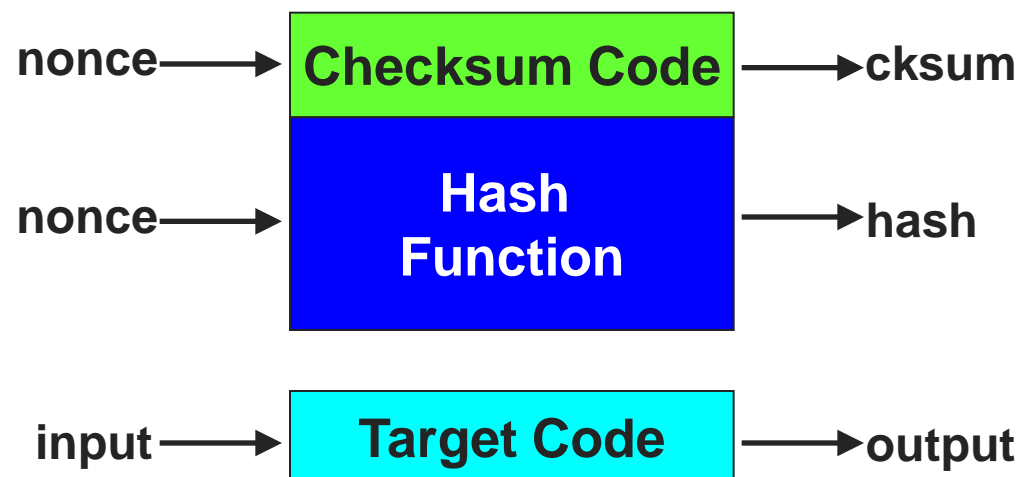 nonce Checksum Code cksum
nonce Hash Function hash
input Target Code output